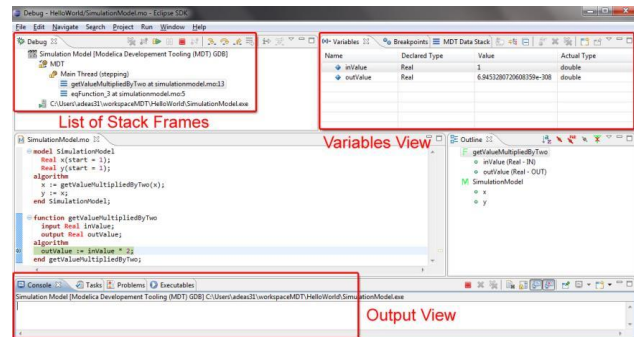 Debug - HelloWorld/SimulationModel.mo - Eclipse SDK
File Edit Navigate Search Project Run Window Help
Debug
Simulation Model [Modelica Developement Tooling (MDT) GDB]
MDT
Main Thread (stepping)
getValueMultipliedByTwo at simulationmodel.mo:13
eqFunction_3 at simulationmodel.mo:5
C:\Users\adeas31\workspaceMDT\HelloWorld\SimulationModel.exe
List of Stack Frames
Variables Breakpoints MDT Data Stack
Name Declared Type Value Actual Type
inValue Real 1 double
outValue Real 6.9453280720608359e-308 double
Variables View
SimulationModel.mo
model SimulationModel
Real x(start = 1);
Real y(start = 1);
algorithm
x := getValueMultipliedByTwo(x);
y := x;
end SimulationModel;
function getValueMultipliedByTwo
input Real inValue;
output Real outValue;
algorithm
outValue := inValue * 2;
end getValueMultipliedByTwo;
Outline
getValueMultipliedByTwo
inValue (Real - IN)
outValue (Real - OUT)
SimulationModel
x
y
Console Tasks Problems Executables
Simulation Model [Modelica Developement Tooling (MDT) GDB] C:\Users\adeas31\workspaceMDT\HelloWorld\SimulationModel.exe
Output View